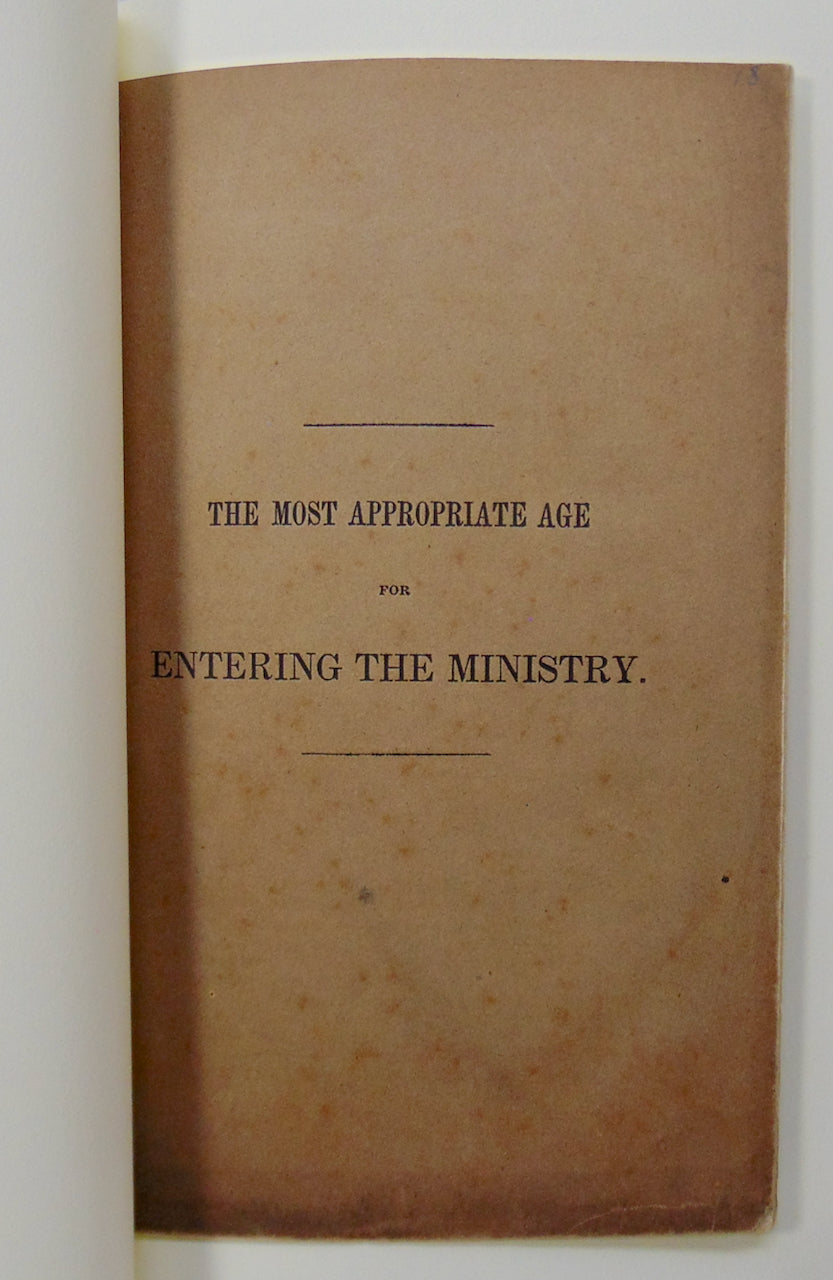 THE MOST APPROPRIATE AGE
FOR
ENTERING THE MINISTRY.